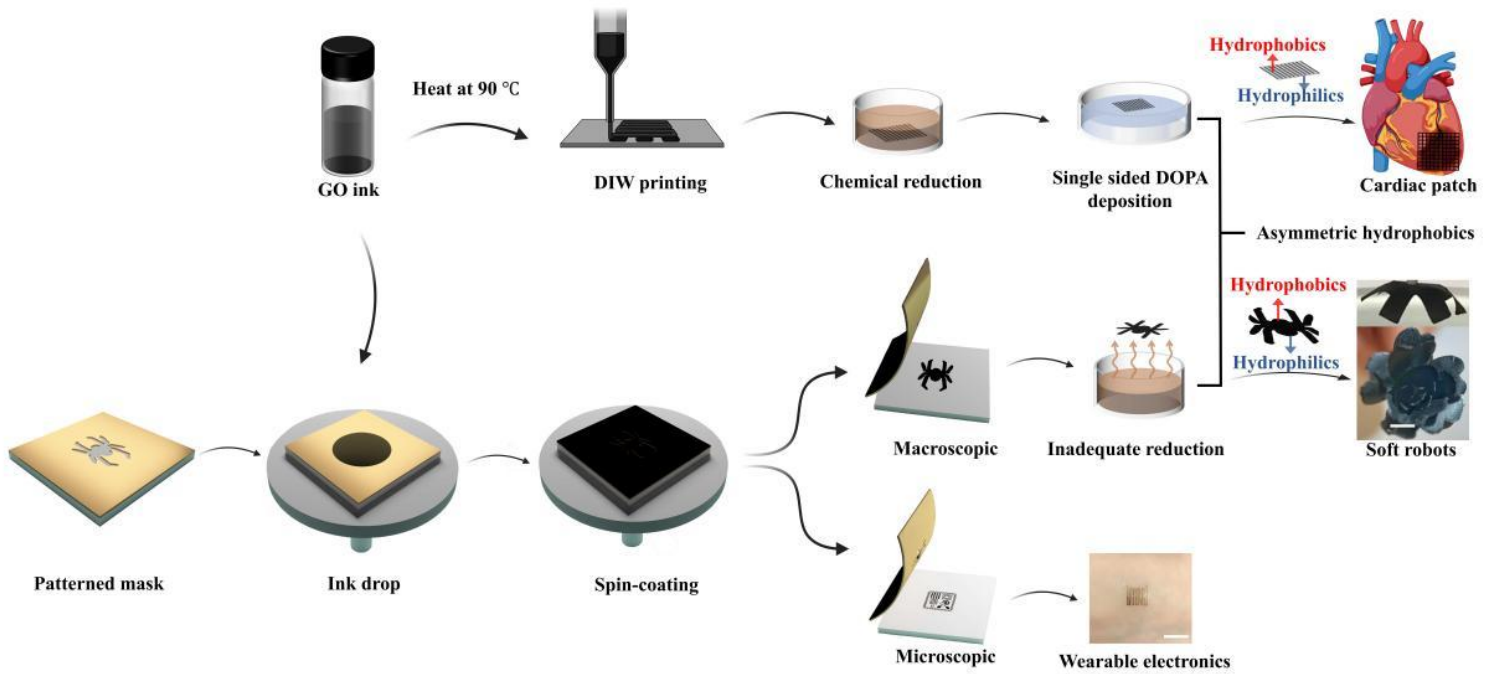 Heat at 90 ℃
GO ink
DIW printing
Chemical reduction
Single sided DOPA
deposition
Hydrophobics
Hydrophilics
Cardiac patch
Asymmetric hydrophobics
Patterned mask
Ink drop
Spin-coating
Macroscopic
Inadequate reduction
Hydrophobics
Hydrophilics
Soft robots
Microscopic
Wearable electronics